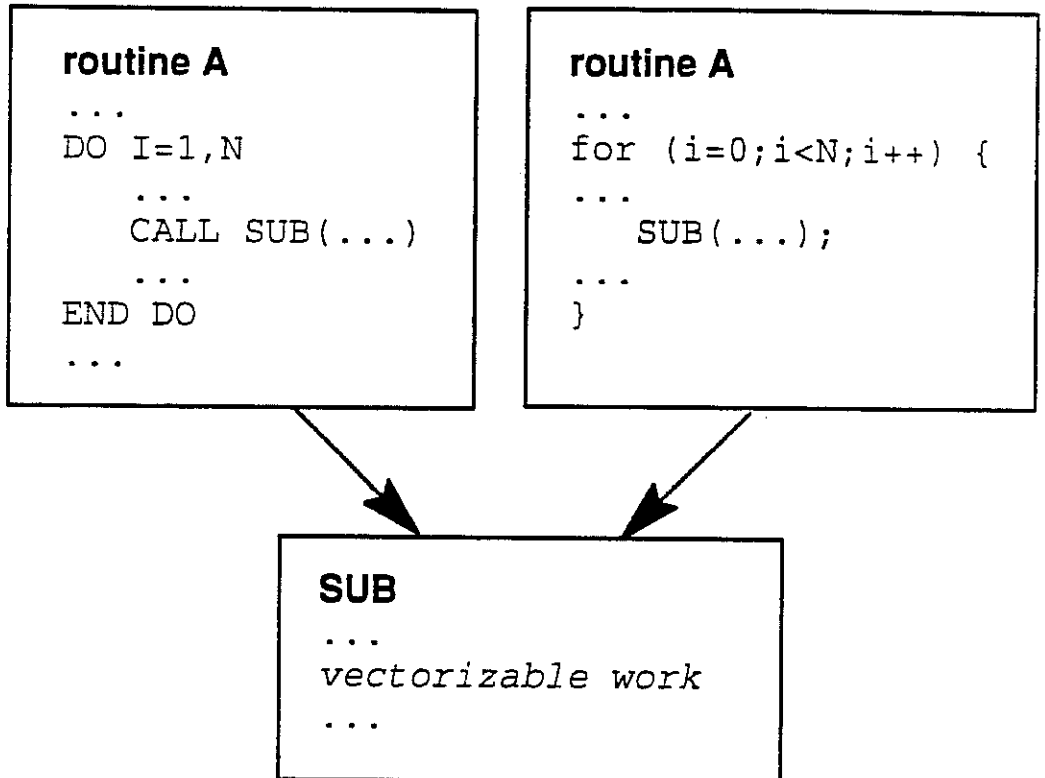 routine A
...
DO I=1,N
...
CALL SUB(...)
...
END DO
...
routine A
...
for (i=0;i<N;i++) {
...
SUB(...);
...
}
SUB
...
vectorizable work
...